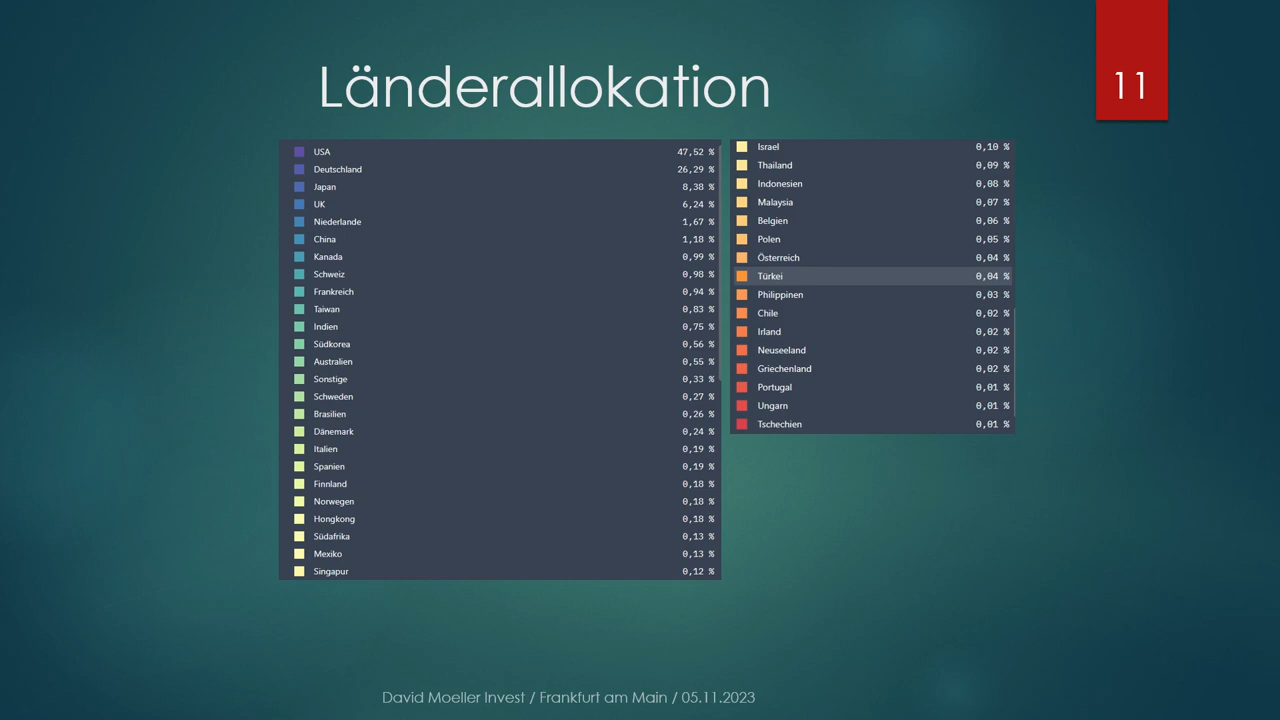 Länderallokation
11
USA 47,52 %
Deutschland 26,29 %
Japan 8,38 %
UK 6,24 %
Niederlande 1,67 %
China 1,18 %
Kanada 0,99 %
Schweiz 0,98 %
Frankreich 0,94 %
Taiwan 0,83 %
Indien 0,75 %
Südkorea 0,56 %
Australien 0,55 %
Sonstige 0,33 %
Schweden 0,27 %
Brasilien 0,26 %
Dänemark 0,24 %
Italien 0,19 %
Spanien 0,19 %
Finnland 0,18 %
Norwegen 0,18 %
Hongkong 0,18 %
Südafrika 0,13 %
Mexiko 0,13 %
Singapur 0,12 %
Israel 0,10 %
Thailand 0,09 %
Indonesien 0,08 %
Malaysia 0,07 %
Belgien 0,06 %
Polen 0,05 %
Österreich 0,04 %
Türkei 0,04 %
Philippinen 0,03 %
Chile 0,02 %
Irland 0,02 %
Neuseeland 0,02 %
Griechenland 0,02 %
Portugal 0,01 %
Ungarn 0,01 %
Tschechien 0,01 %
David Moeller Invest / Frankfurt am Main / 05.11.2023